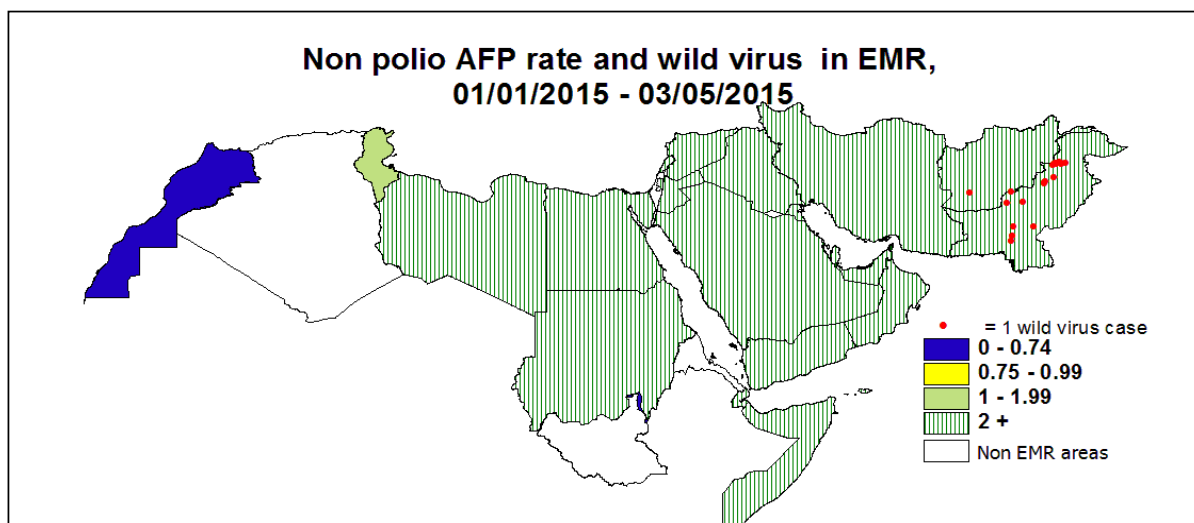 Non polio AFP rate and wild virus in EMR,
01/01/2015 - 03/05/2015
= 1 wild virus case
0 - 0.74
0.75 - 0.99
1 - 1.99
2 +
Non EMR areas